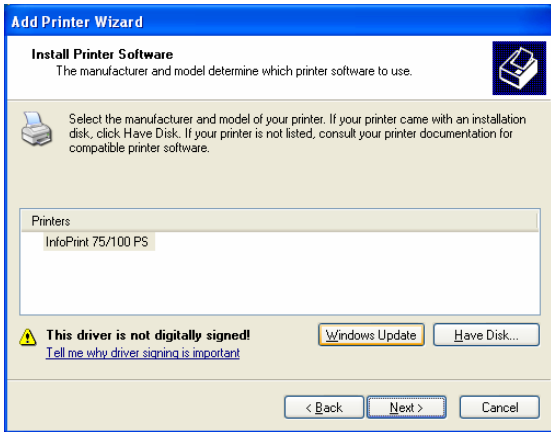 Add Printer Wizard
Install Printer Software
The manufacturer and model determine which printer software to use.
Select the manufacturer and model of your printer. If your printer came with an installation
disk, click Have Disk. If your printer is not listed, consult your printer documentation for
compatible printer software.
Printers
InfoPrint 75/100 PS
This driver is not digitally signed!
Tell me why driver signing is important
Windows Update
Have Disk...
< Back
Next >
Cancel